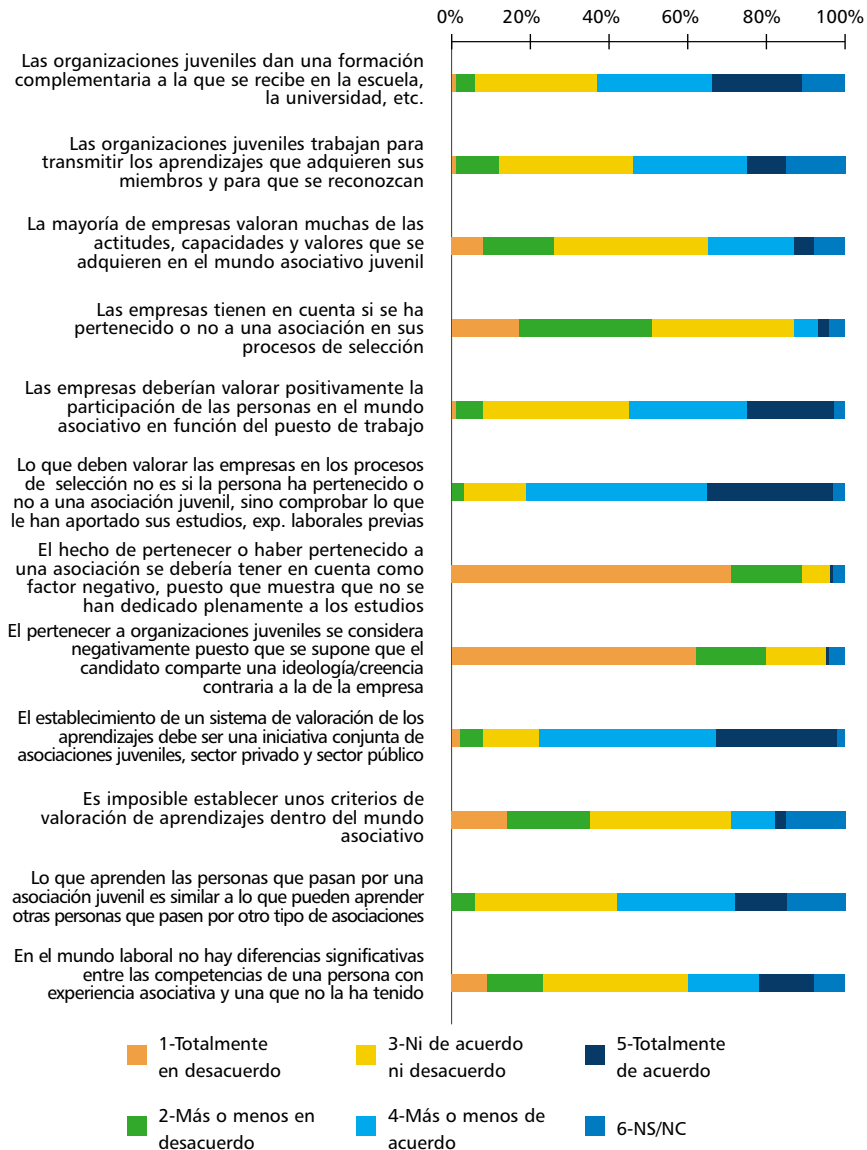 0% 20% 40% 60% 80% 100%
Las organizaciones juveniles dan una formación
complementaria a la que se recibe en la escuela,
la universidad, etc.
Las organizaciones juveniles trabajan para
transmitir los aprendizajes que adquieren sus
miembros y para que se reconozcan
La mayoría de empresas valoran muchas de las
actitudes, capacidades y valores que se
adquieren en el mundo asociativo juvenil
Las empresas tienen en cuenta si se ha
pertenecido o no a una asociación en sus
procesos de selección
Las empresas deberían valorar positivamente la
participación de las personas en el mundo
asociativo en función del puesto de trabajo
Lo que deben valorar las empresas en los procesos
de selección no es si la persona ha pertenecido o
no a una asociación juvenil, sino comprobar lo que
le han aportado sus estudios, exp. laborales previas
El hecho de pertenecer o haber pertenecido a
una asociación se debería tener en cuenta como
factor negativo, puesto que muestra que no se
han dedicado plenamente a los estudios
El pertenecer a organizaciones juveniles se considera
negativamente puesto que se supone que el
candidato comparte una ideología/creencia
contraria a la de la empresa
El establecimiento de un sistema de valoración de los
aprendizajes debe ser una iniciativa conjunta de
asociaciones juveniles, sector privado y sector público
Es imposible establecer unos criterios de
valoración de aprendizajes dentro del mundo
asociativo
Lo que aprenden las personas que pasan por una
asociación juvenil es similar a lo que pueden aprender
otras personas que pasen por otro tipo de asociaciones
En el mundo laboral no hay diferencias significativas
entre las competencias de una persona con
experiencia asociativa y una que no la ha tenido
1-Totalmente
en desacuerdo
3-Ni de acuerdo
ni desacuerdo
5-Totalmente
de acuerdo
2-Más o menos en
desacuerdo
4-Más o menos de
acuerdo
6-NS/NC